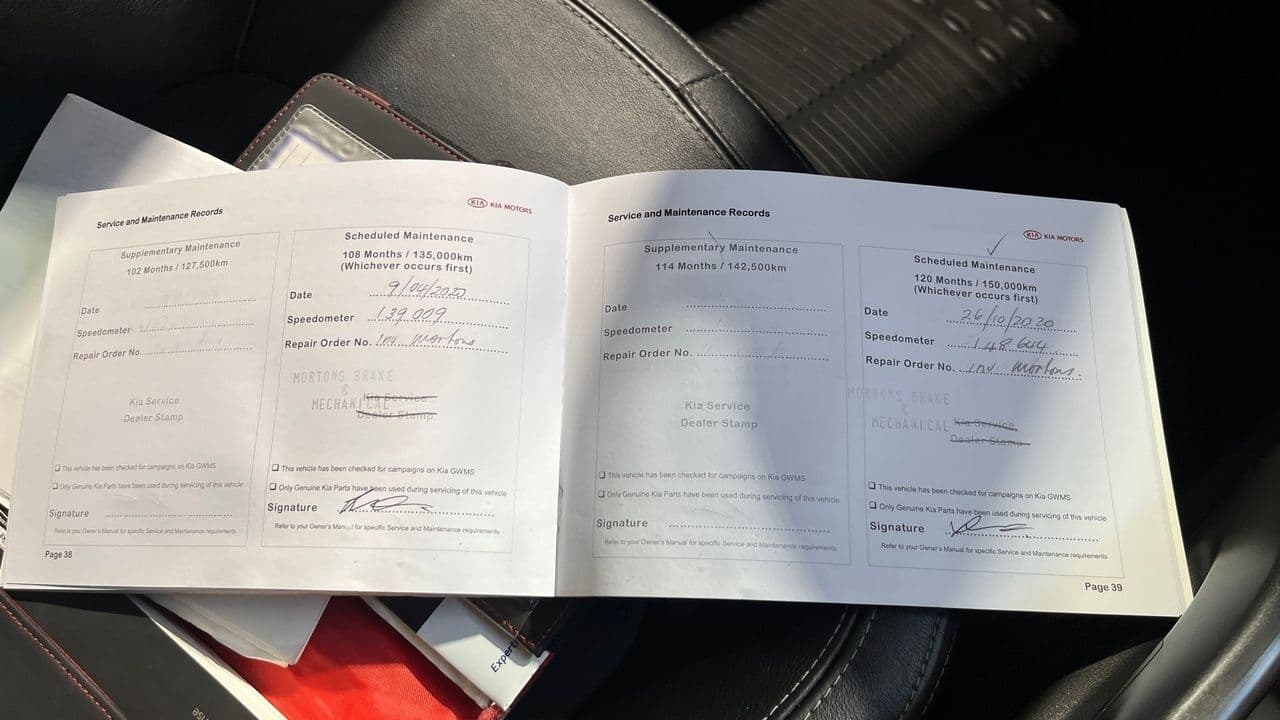 Service and Maintenance Records
KIA KIA MOTORS
Supplementary Maintenance
102 Months / 127,500km
Date
Speedometer
Repair Order No.
Kia Service
Dealer Stamp
This vehicle has been checked for campaigns on Kia GWMS
Only Genuine Kia Parts have been used during servicing of this vehicle
Signature
Refer to your Owner's Manual for specific Service and Maintenance requirements
Page 38
Scheduled Maintenance
108 Months / 135,000km
(Whichever occurs first)
Date 9/04/2020
Speedometer 139009
Repair Order No. Inv Mortons
MORTONS BRAKE
&
MECHANICAL
Kia Service
Dealer Stamp
This vehicle has been checked for campaigns on Kia GWMS
Only Genuine Kia Parts have been used during servicing of this vehicle
Signature
Refer to your Owner's Manual for specific Service and Maintenance requirements
Service and Maintenance Records
KIA KIA MOTORS
Supplementary Maintenance
114 Months / 142,500km
Date
Speedometer
Repair Order No.
Kia Service
Dealer Stamp
This vehicle has been checked for campaigns on Kia GWMS
Only Genuine Kia Parts have been used during servicing of this vehicle
Signature
Refer to your Owner's Manual for specific Service and Maintenance requirements
Scheduled Maintenance
120 Months / 150,000km
(Whichever occurs first)
Date 26/10/2020
Speedometer 148644
Repair Order No. Inv Mortons
MORTONS BRAKE
&
MECHANICAL
Kia Service
Dealer Stamp
This vehicle has been checked for campaigns on Kia GWMS
Only Genuine Kia Parts have been used during servicing of this vehicle
Signature
Refer to your Owner's Manual for specific Service and Maintenance requirements
Page 39